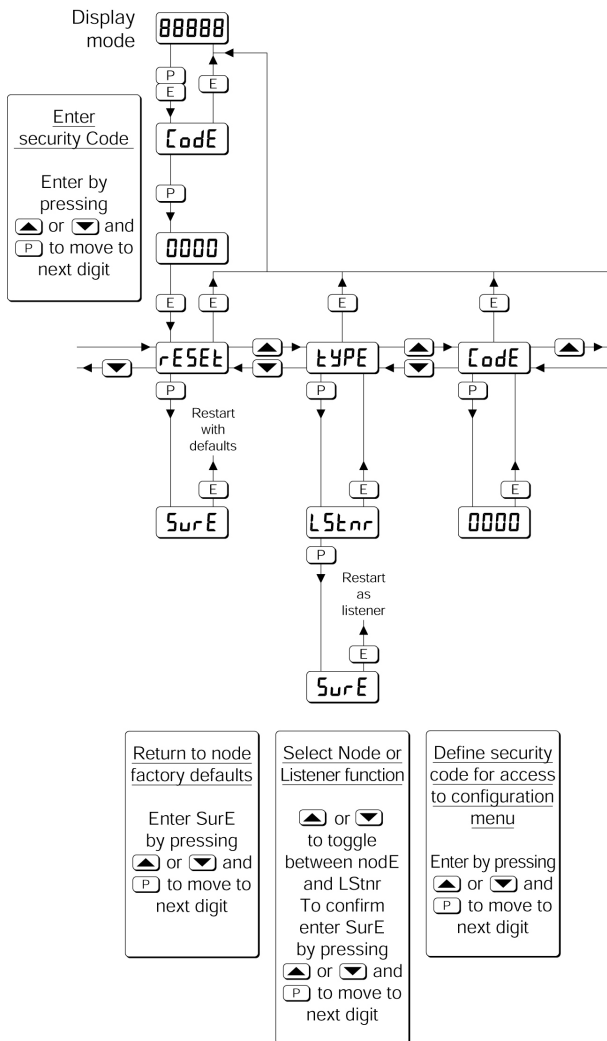 Display
mode
88888
P
E
E
Enter
security Code
Enter by
pressing
▲ or ▼ and
P to move to
next digit
CodE
P
0000
E
E
E
E
▼
rESEt
▲
▼
tYPE
▲
▼
CodE
▲
P
P
P
Restart
with
defaults
E
E
E
SurE
LStnr
0000
P
Restart
as
listener
E
SurE
Return to node
factory defaults
Enter SurE
by pressing
▲ or ▼ and
P to move to
next digit
Select Node or
Listener function
▲ or ▼
to toggle
between nodE
and LStnr
To confirm
enter SurE
by pressing
▲ or ▼ and
P to move to
next digit
Define security
code for access
to configuration
menu
Enter by pressing
▲ or ▼ and
P to move to
next digit